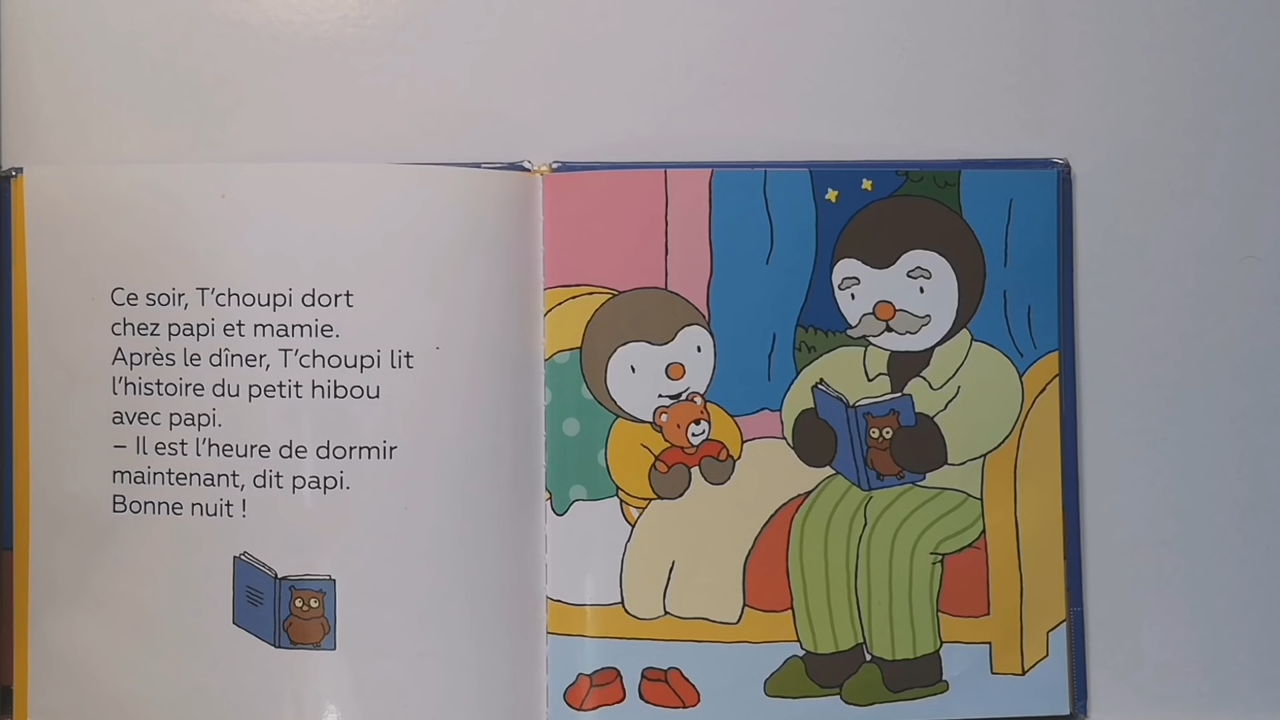 Ce soir, T'choupi dort
chez papi et mamie.
Après le dîner, T'choupi lit
l'histoire du petit hibou
avec papi.
– Il est l'heure de dormir
maintenant, dit papi.
Bonne nuit !